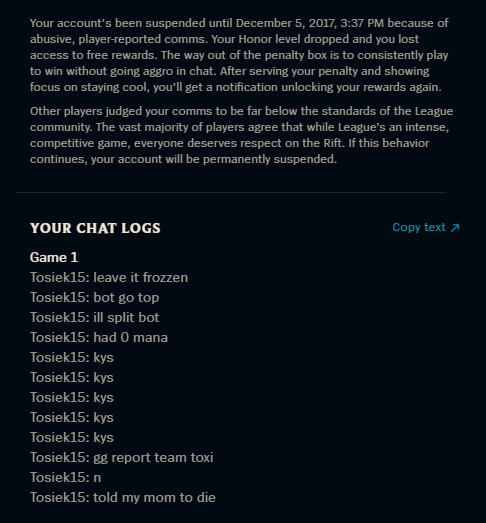 Your account's been suspended until December 5, 2017, 3:37 PM because of
abusive, player-reported comms. Your Honor level dropped and you lost
access to free rewards. The way out of the penalty box is to consistently play
to win without going aggro in chat. After serving your penalty and showing
focus on staying cool, you'll get a notification unlocking your rewards again.
Other players judged your comms to be far below the standards of the League
community. The vast majority of players agree that while League's an intense,
competitive game, everyone deserves respect on the Rift. If this behavior
continues, your account will be permanently suspended.
YOUR CHAT LOGS
Copy text ↗
Game 1
Tosiek15: leave it frozzen
Tosiek15: bot go top
Tosiek15: ill split bot
Tosiek15: had 0 mana
Tosiek15: kys
Tosiek15: kys
Tosiek15: kys
Tosiek15: kys
Tosiek15: kys
Tosiek15: gg report team toxi
Tosiek15: n
Tosiek15: told my mom to die